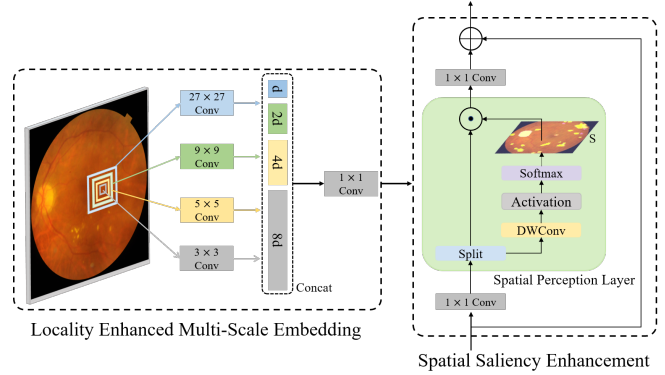 27 × 27
Conv
9 × 9
Conv
5 × 5
Conv
3 × 3
Conv
d
2d
4d
8d
Concat
1 × 1
Conv
Locality Enhanced Multi-Scale Embedding
1 × 1 Conv
S
Softmax
Activation
DWConv
Split
Spatial Perception Layer
1 × 1 Conv
Spatial Saliency Enhancement